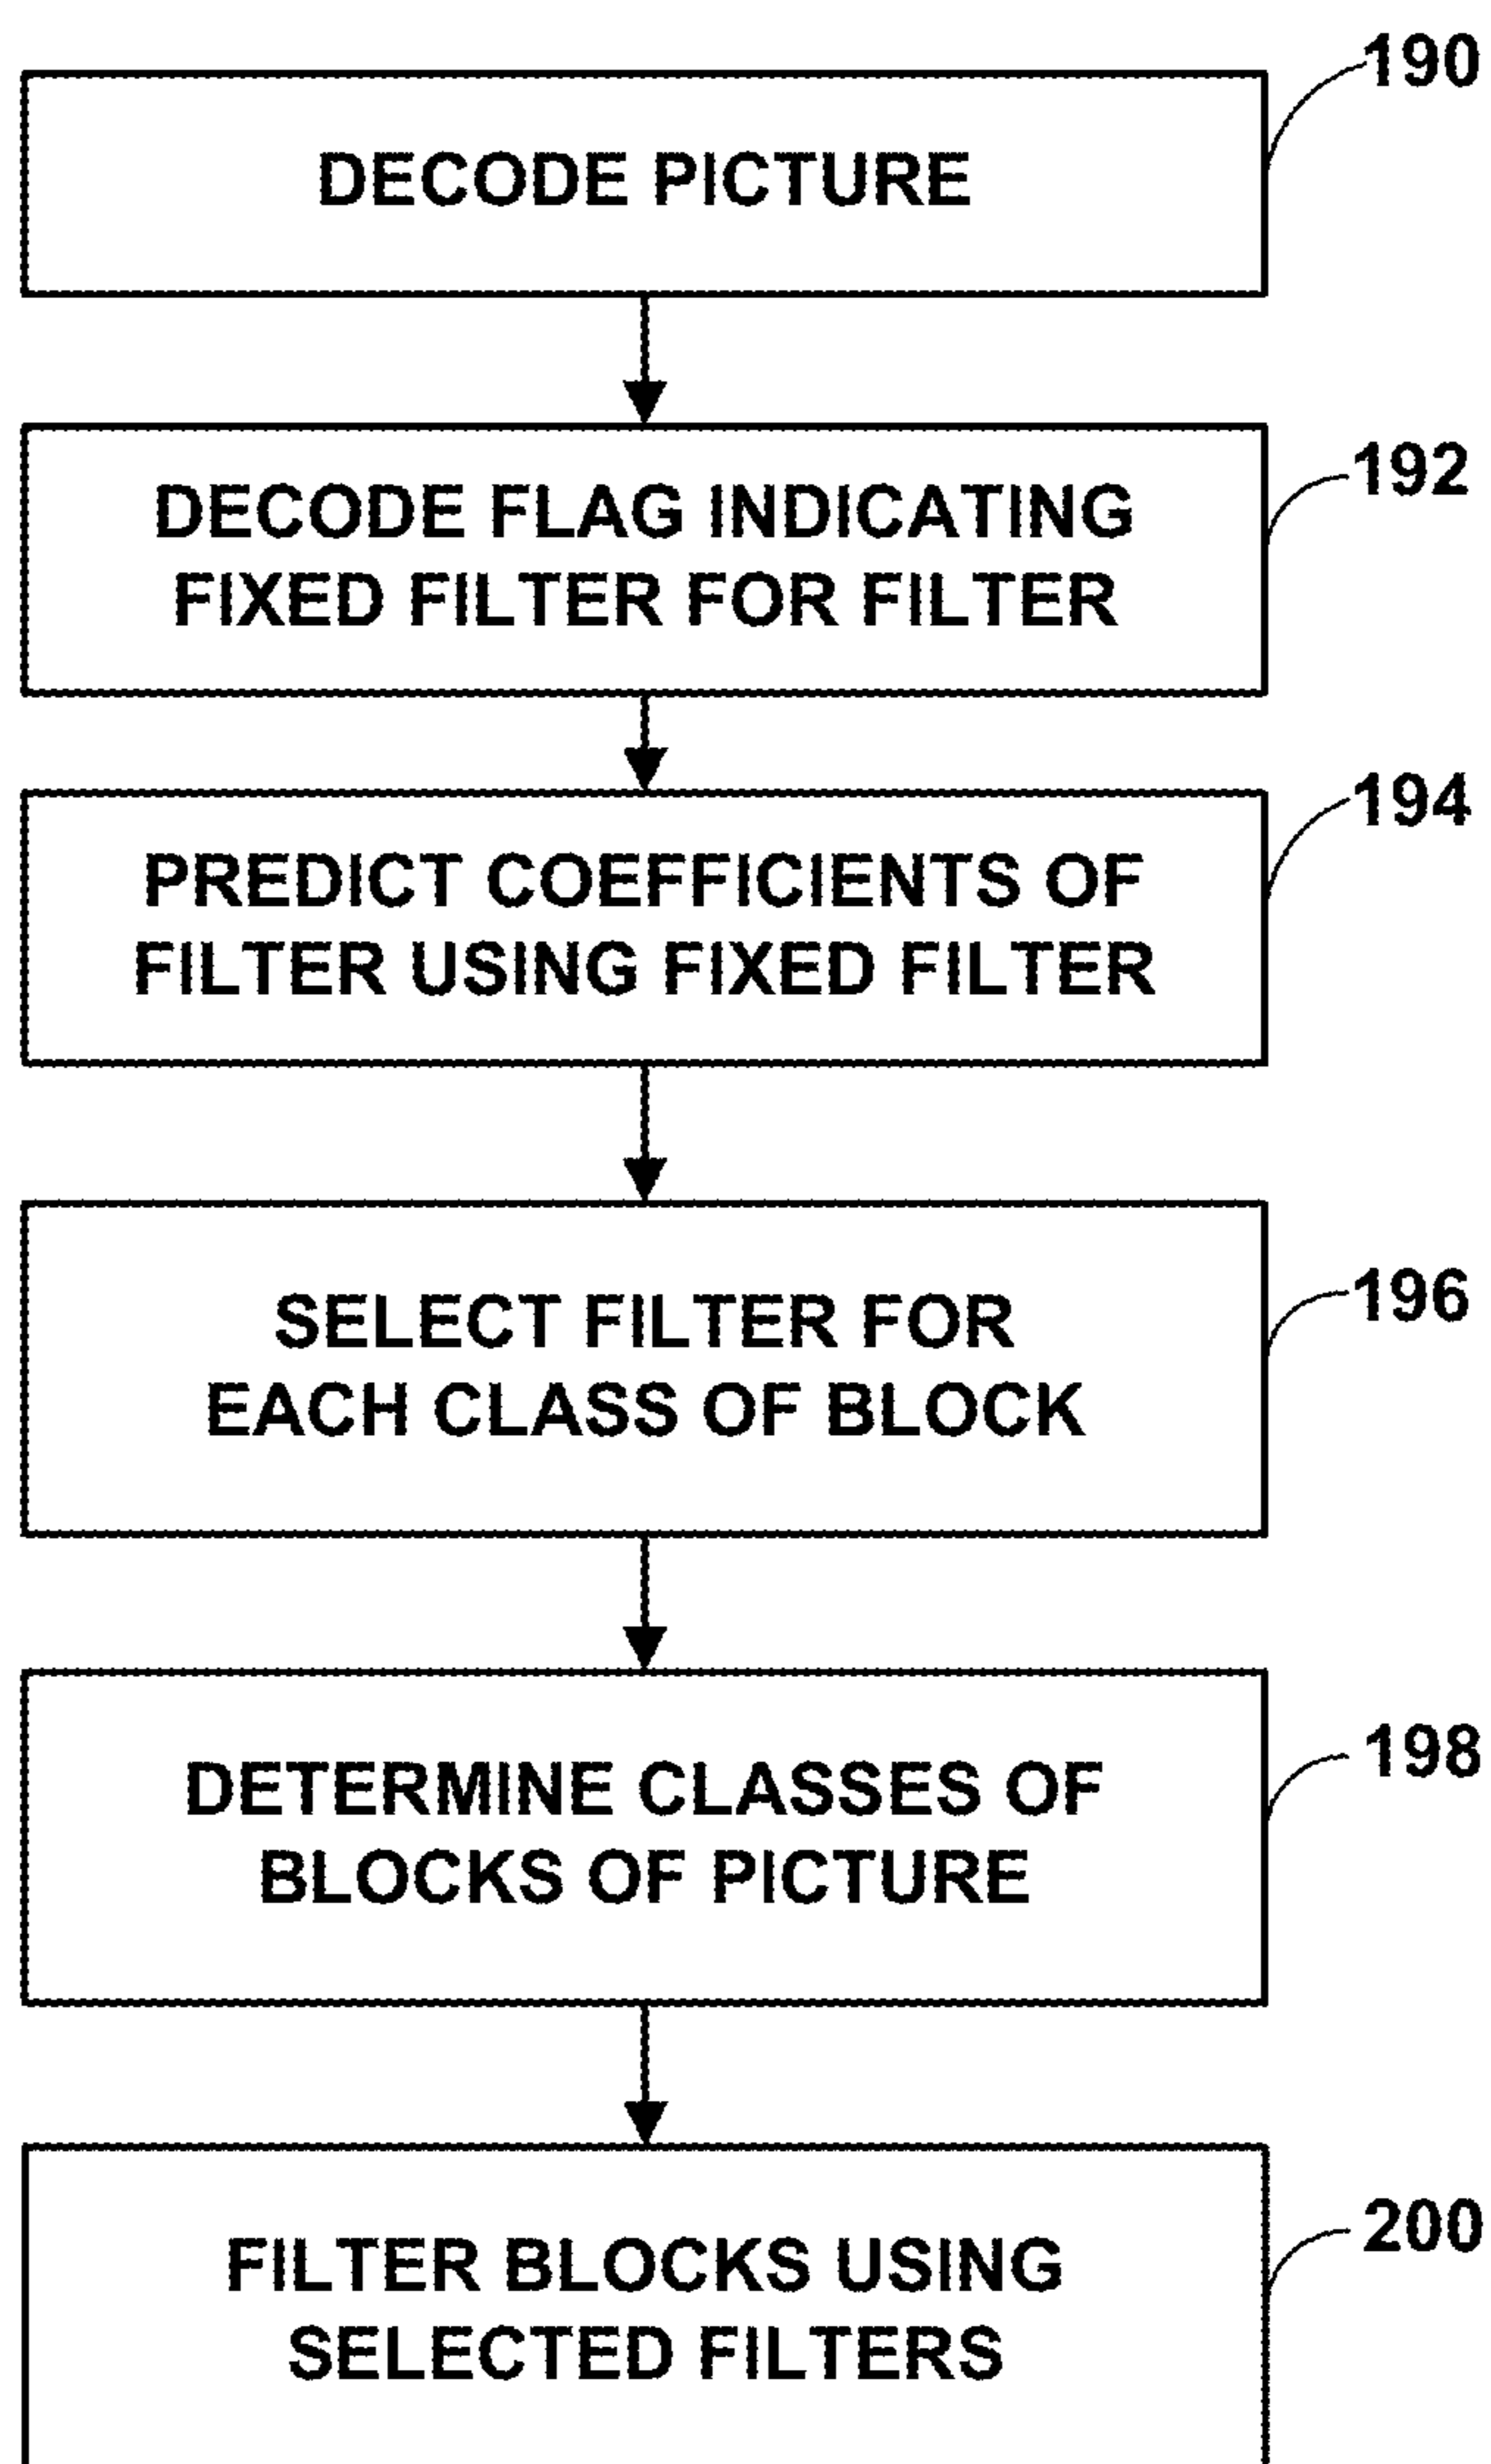 190
DECODE PICTURE
192
DECODE FLAG INDICATING
FIXED FILTER FOR FILTER
194
PREDICT COEFFICIENTS OF
FILTER USING FIXED FILTER
196
SELECT FILTER FOR
EACH CLASS OF BLOCK
198
DETERMINE CLASSES OF
BLOCKS OF PICTURE
200
FILTER BLOCKS USING
SELECTED FILTERS